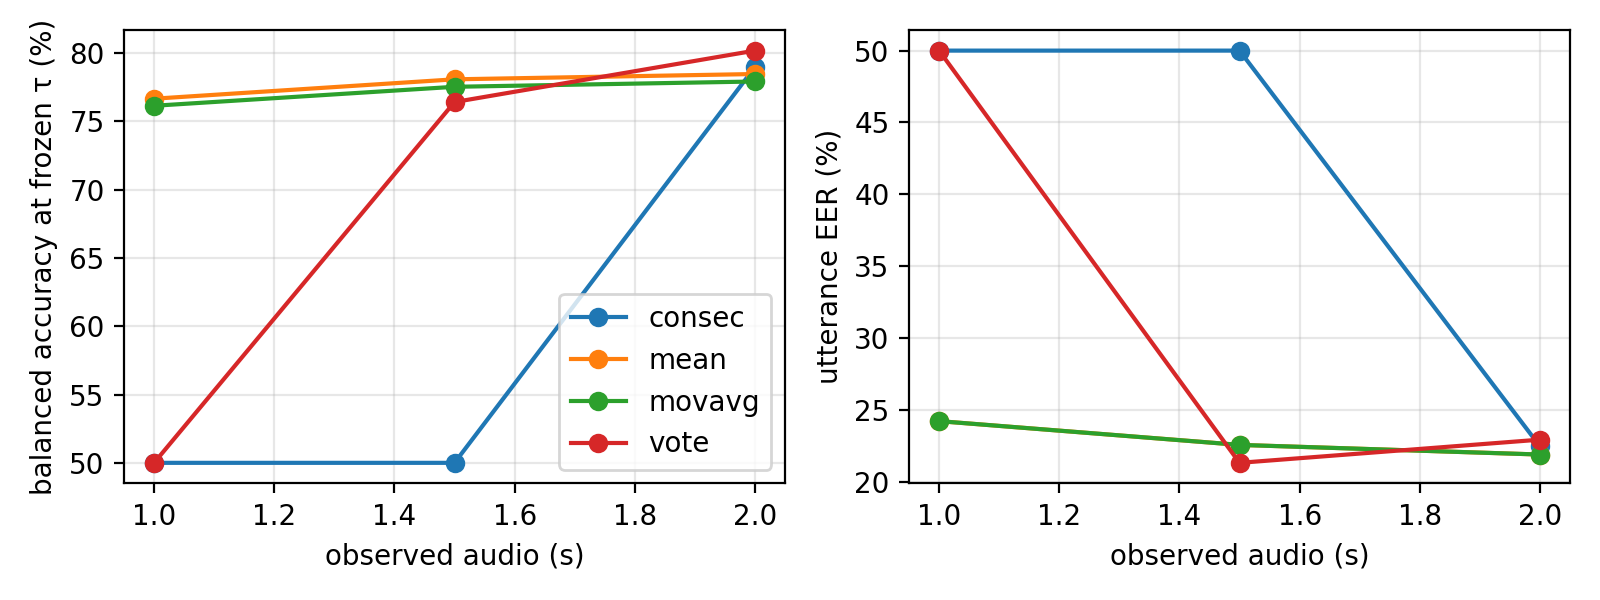 balanced accuracy at frozen τ (%)
80
75
70
65
60
55
50
1.0 1.2 1.4 1.6 1.8 2.0
observed audio (s)
consec
mean
movavg
vote
utterance EER (%)
50
45
40
35
30
25
20
1.0 1.2 1.4 1.6 1.8 2.0
observed audio (s)